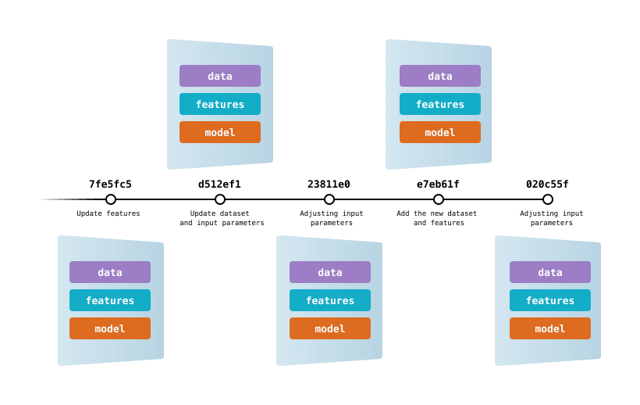 data
features
model
data
features
model
7fe5fc5
d512ef1
23811e0
e7eb61f
020c55f
Update features
Update dataset
and input parameters
Adjusting input
parameters
Add the new dataset
and features
Adjusting input
parameters
data
features
model
data
features
model
data
features
model